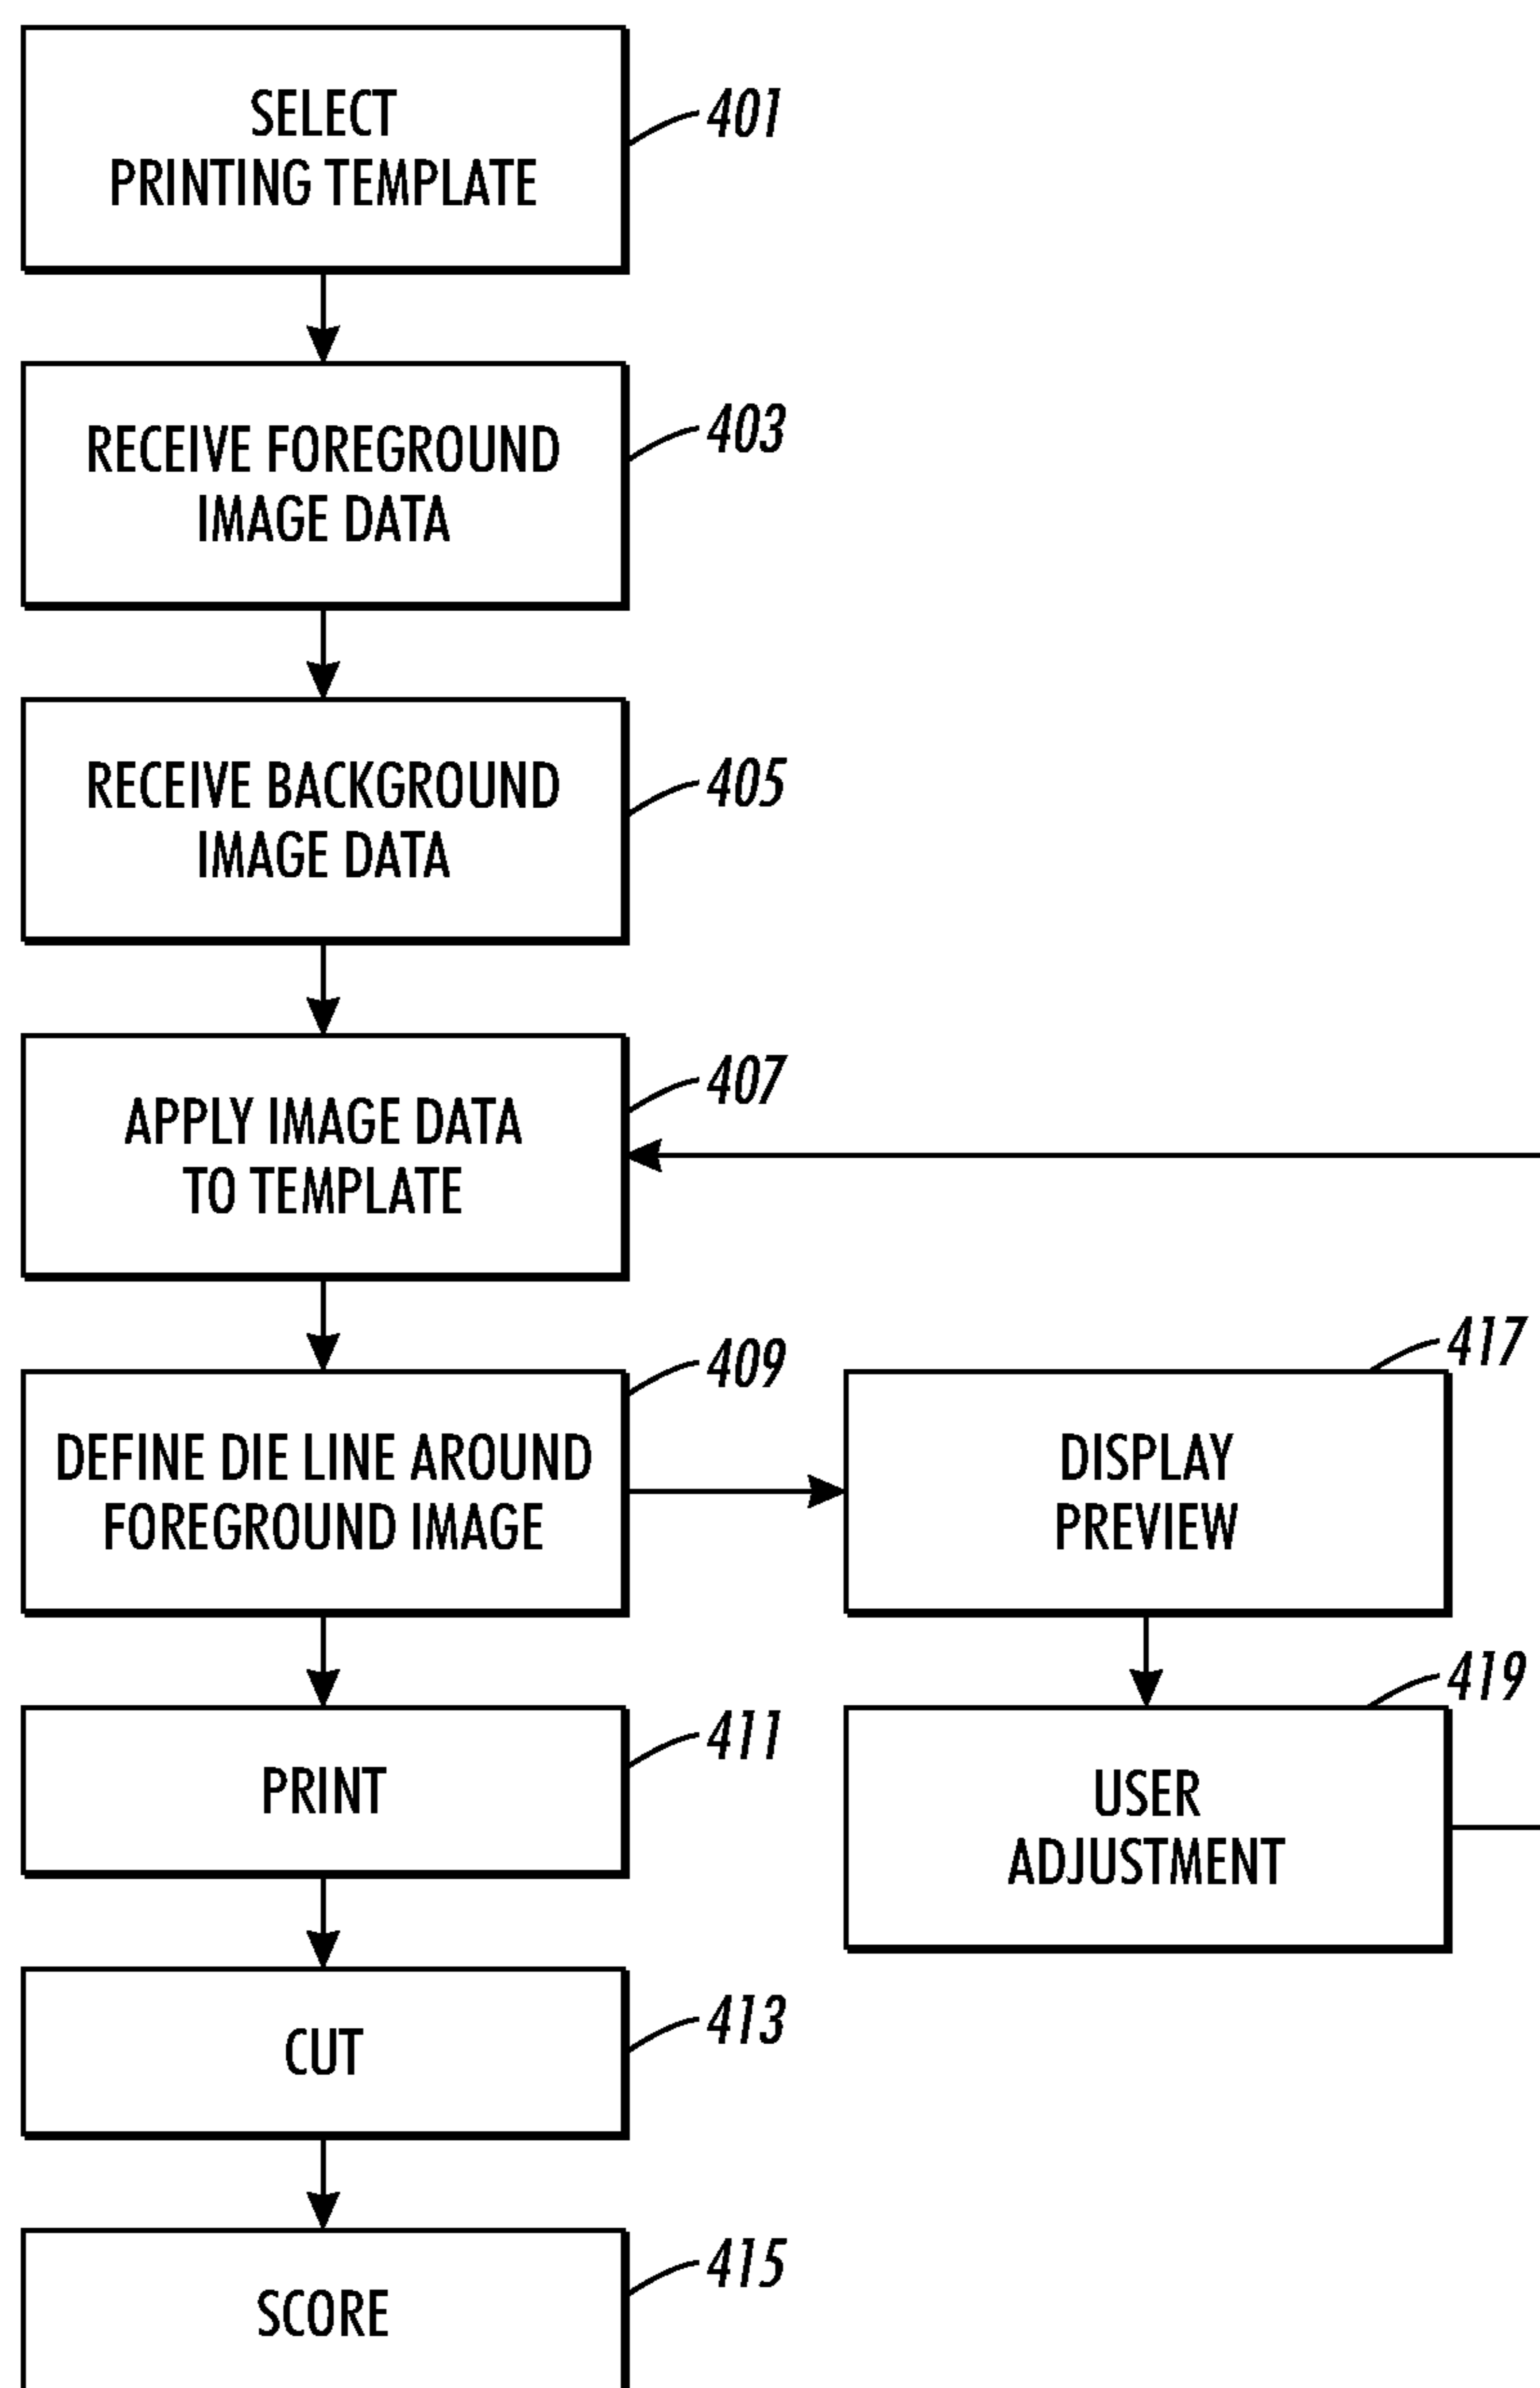 SELECT
PRINTING TEMPLATE
401
RECEIVE FOREGROUND
IMAGE DATA
403
RECEIVE BACKGROUND
IMAGE DATA
405
APPLY IMAGE DATA
TO TEMPLATE
407
DEFINE DIE LINE AROUND
FOREGROUND IMAGE
409
DISPLAY
PREVIEW
417
PRINT
411
USER
ADJUSTMENT
419
CUT
413
SCORE
415